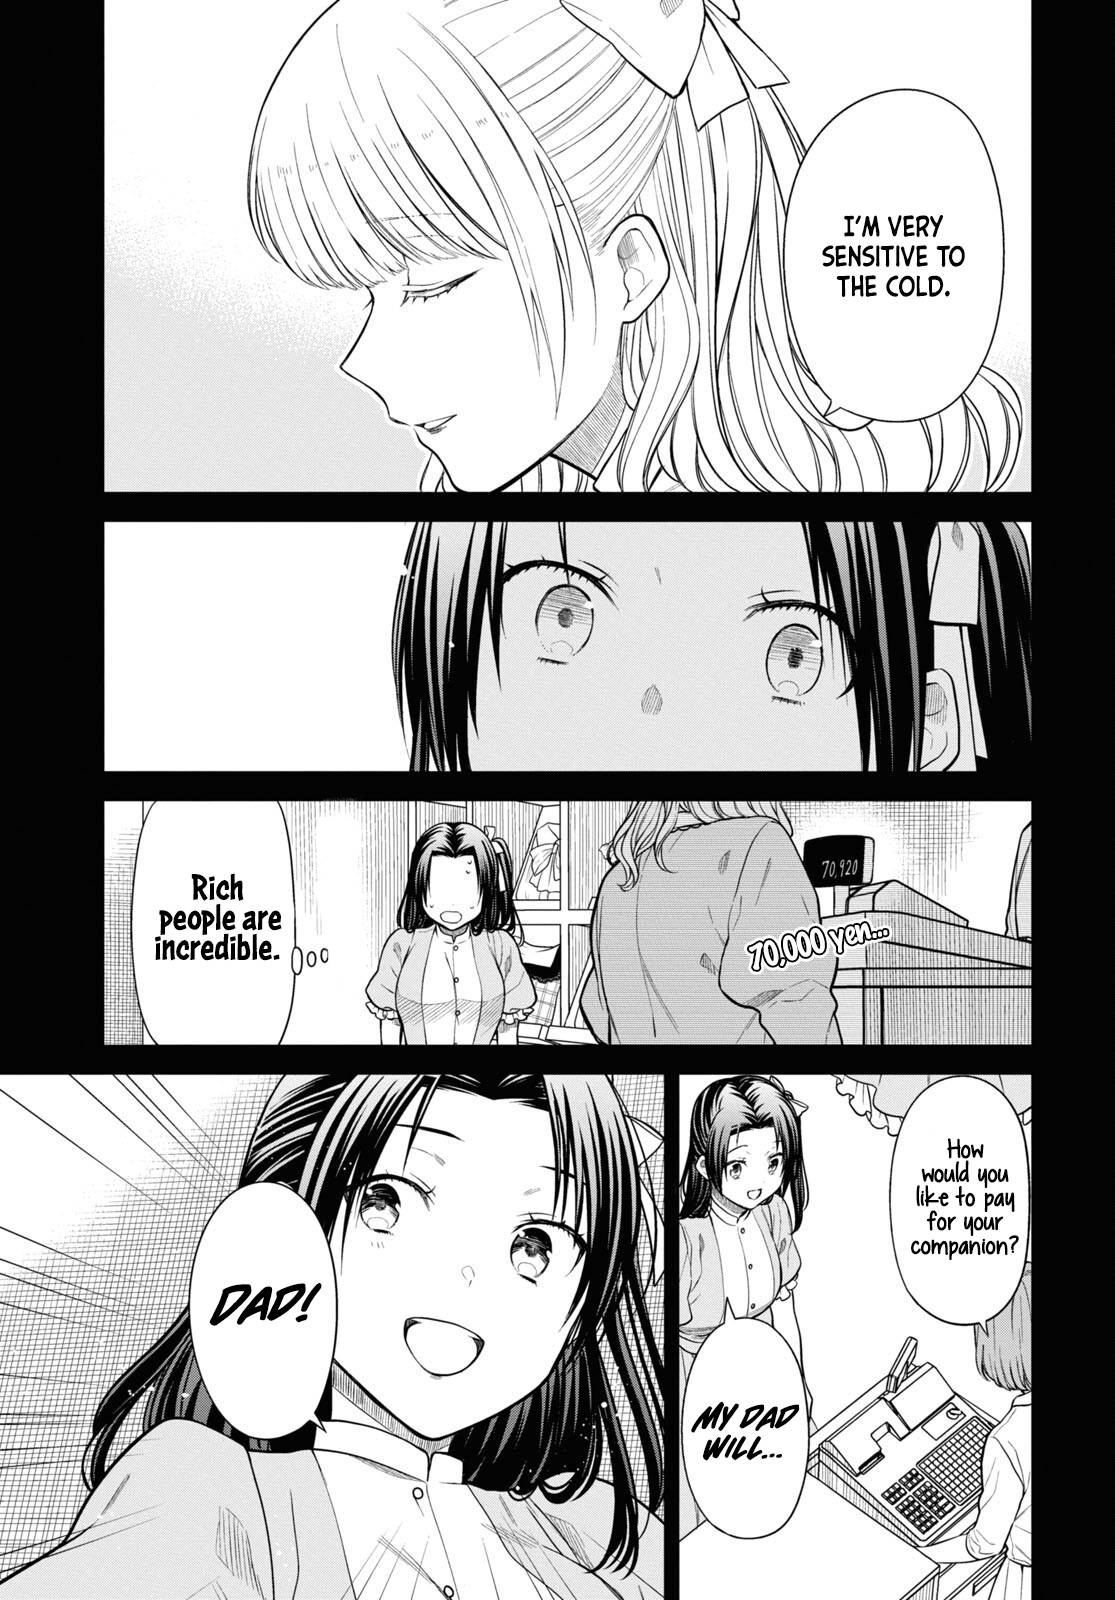 I'M VERY
SENSITIVE TO
THE COLD.
70,920
70,000 yen...
Rich
people are
incredible.
How
would you
like to pay
for your
companion?
MY DAD
WILL...
DAD!